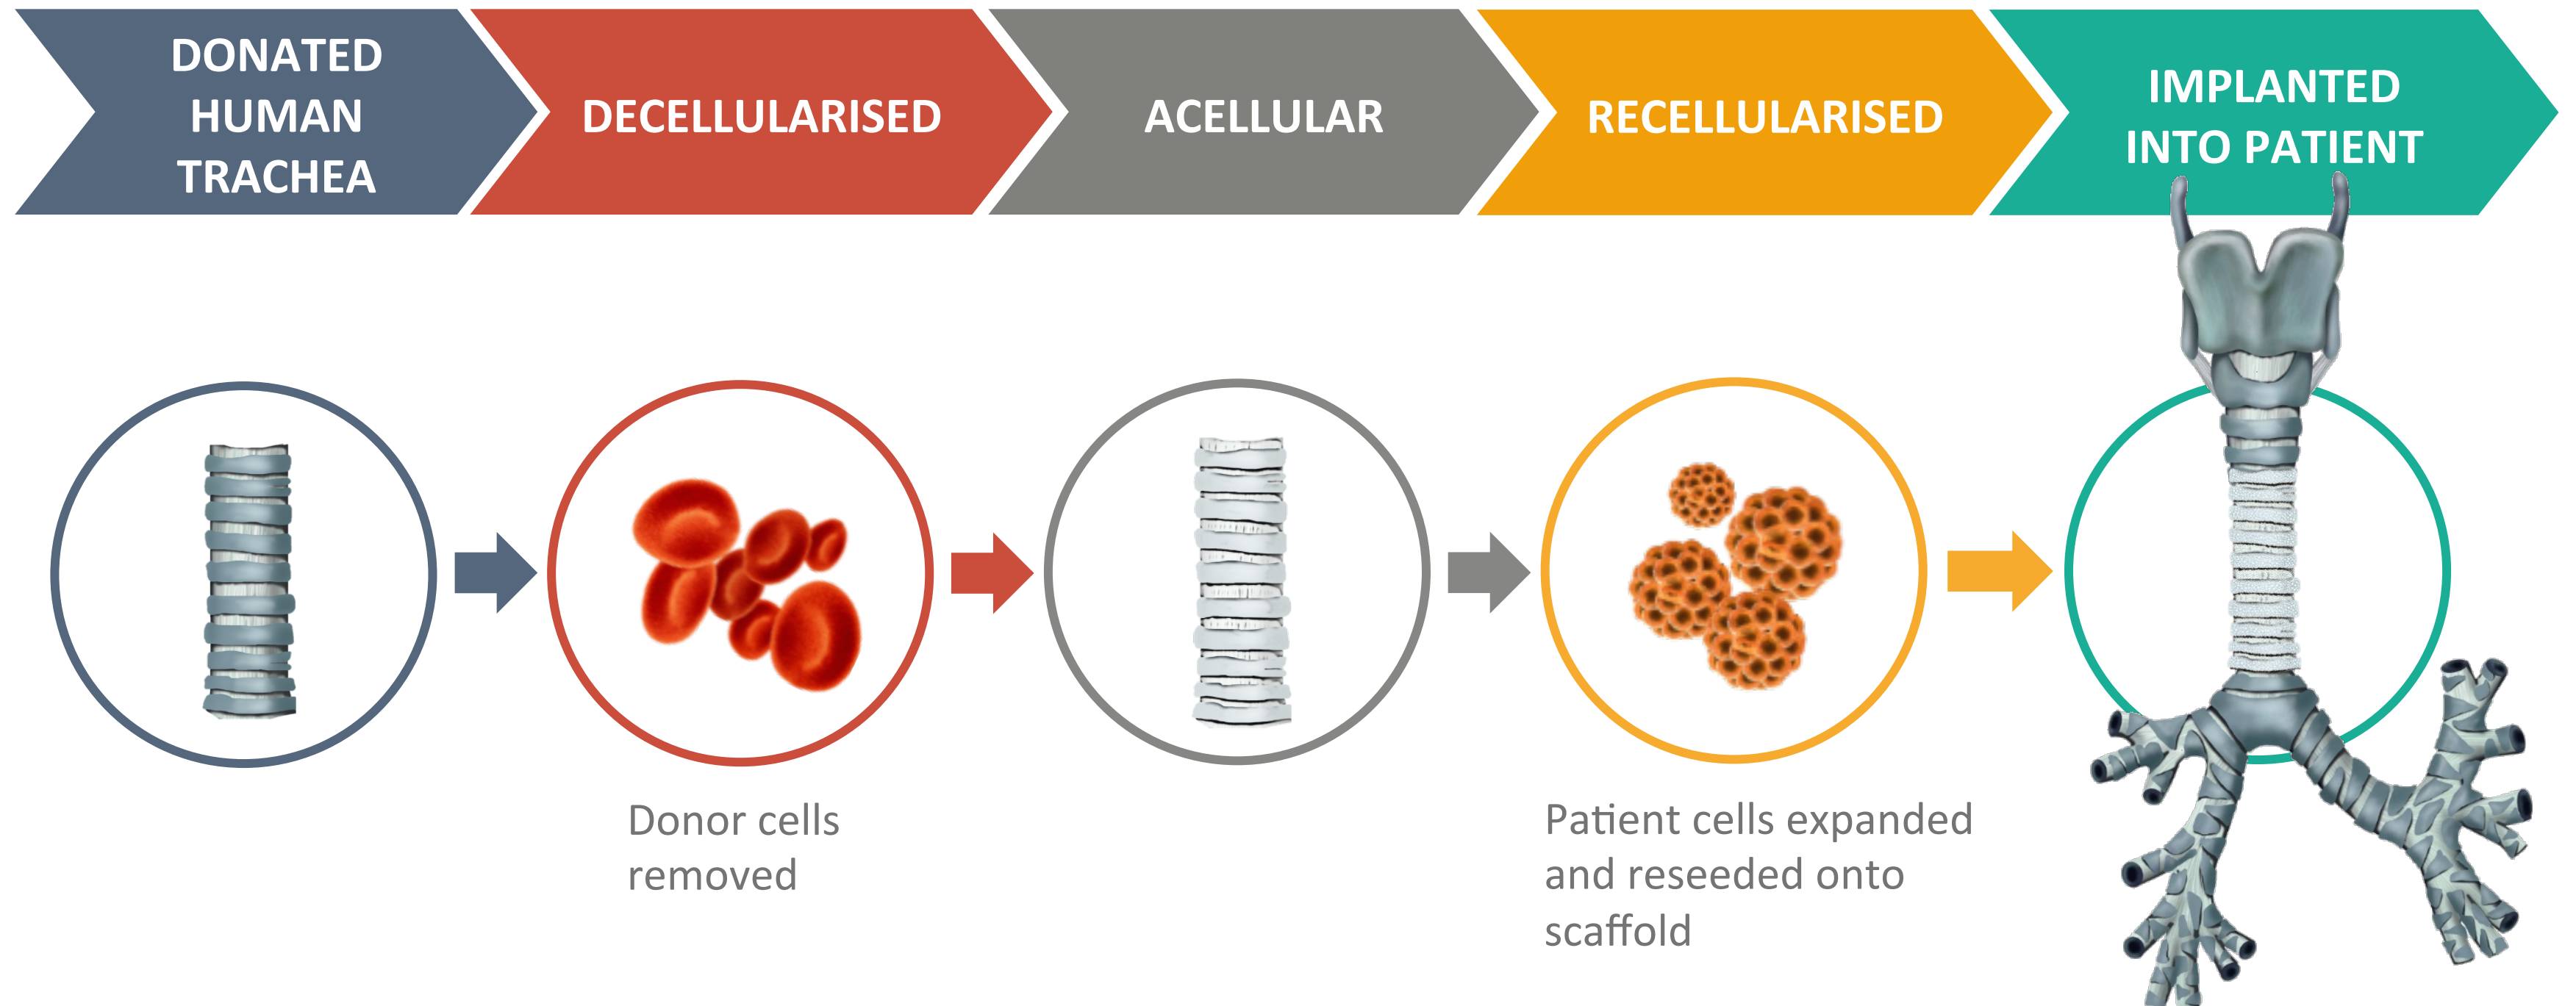 DONATED
HUMAN
TRACHEA
DECELLULARISED
ACELLULAR
RECELLULARISED
IMPLANTED
INTO PATIENT
Donor cells
removed
Patient cells expanded
and reseeded onto
scaffold